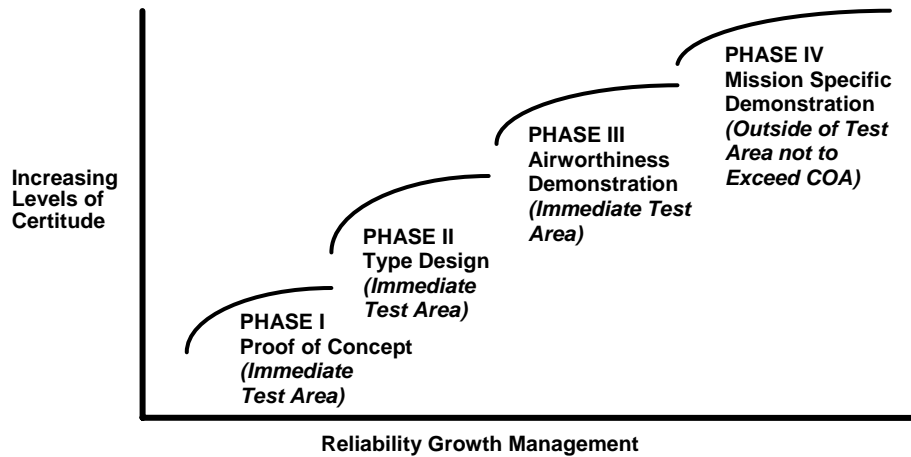 PHASE IV
Mission Specific
Demonstration
(Outside of Test
Area not to
Exceed COA)
PHASE III
Airworthiness
Demonstration
(Immediate Test
Area)
Increasing
Levels of
Certitude
PHASE II
Type Design
(Immediate
Test Area)
PHASE I
Proof of Concept
(Immediate
Test Area)
Reliability Growth Management